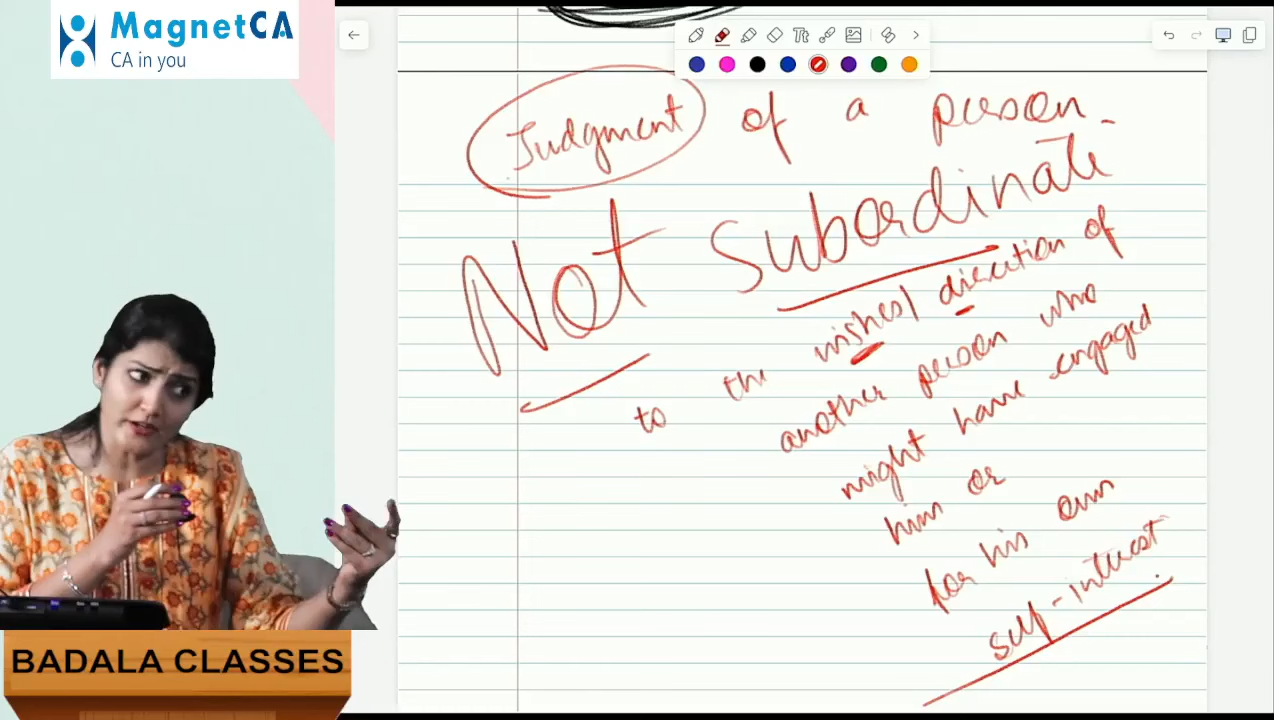 MagnetCA
CA in you
Judgment of a person
Not Subordinate
to the wishes/ direction of
another person who
might have engaged
him or
for his own
self-interest
Tt
BADALA CLASSES